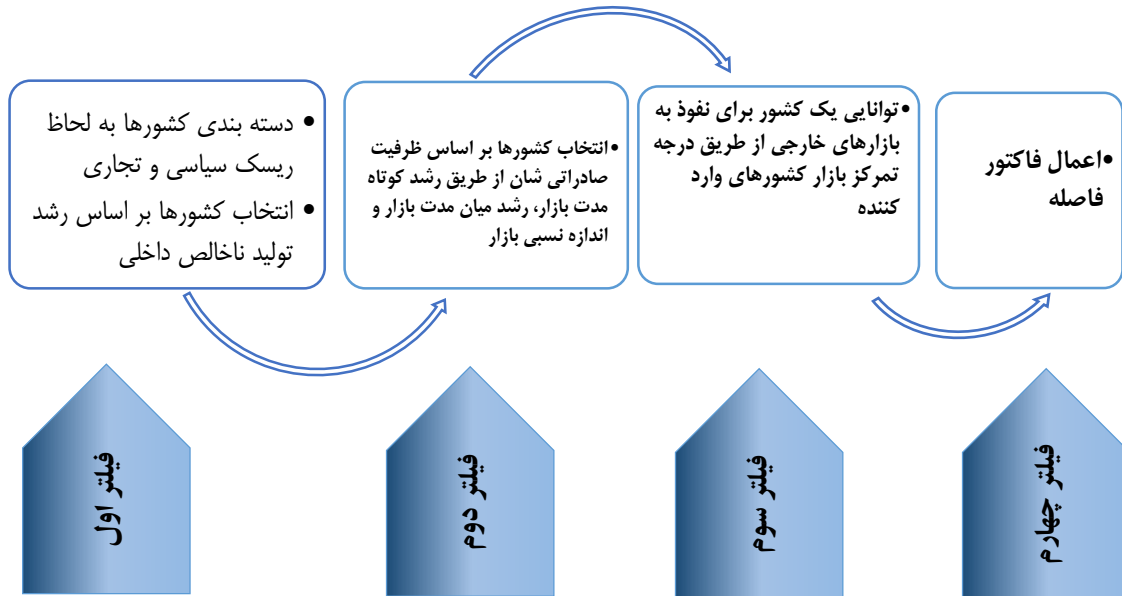 • دسته بندی کشورها به لحاظ
ریسک سیاسی و تجاری
• انتخاب کشورها بر اساس رشد
تولید ناخالص داخلی
•انتخاب کشورها بر اساس ظرفیت
صادراتی شان از طریق رشد کوتاه
مدت بازار، رشد میان مدت بازار و
اندازه نسبی بازار
•توانایی یک کشور برای نفوذ به
بازارهای خارجی از طریق درجه
تمرکز بازار کشورهای وارد
کننده
•اعمال فاکتور
فاصله
فیلتر اول
فیلتر دوم
فیلتر سوم
فیلتر چهارم